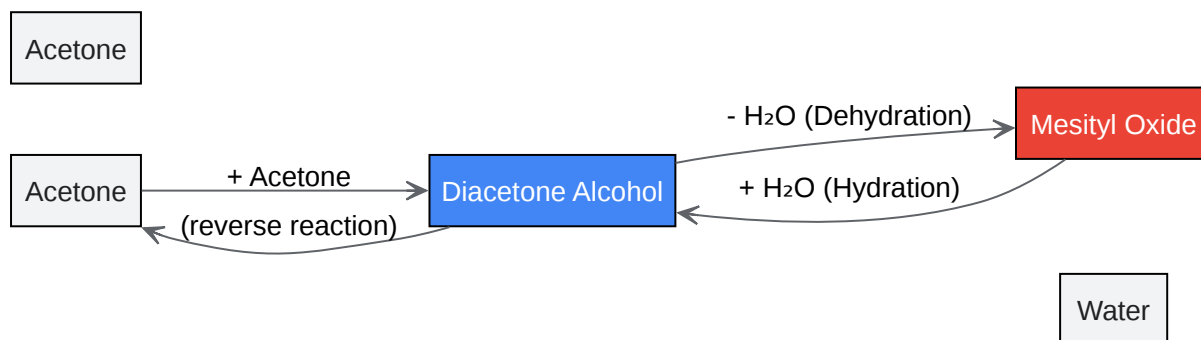 Acetone
- H₂O (Dehydration)
Mesityl Oxide
Acetone
+ Acetone
Diacetone Alcohol
+ H₂O (Hydration)
(reverse reaction)
Water